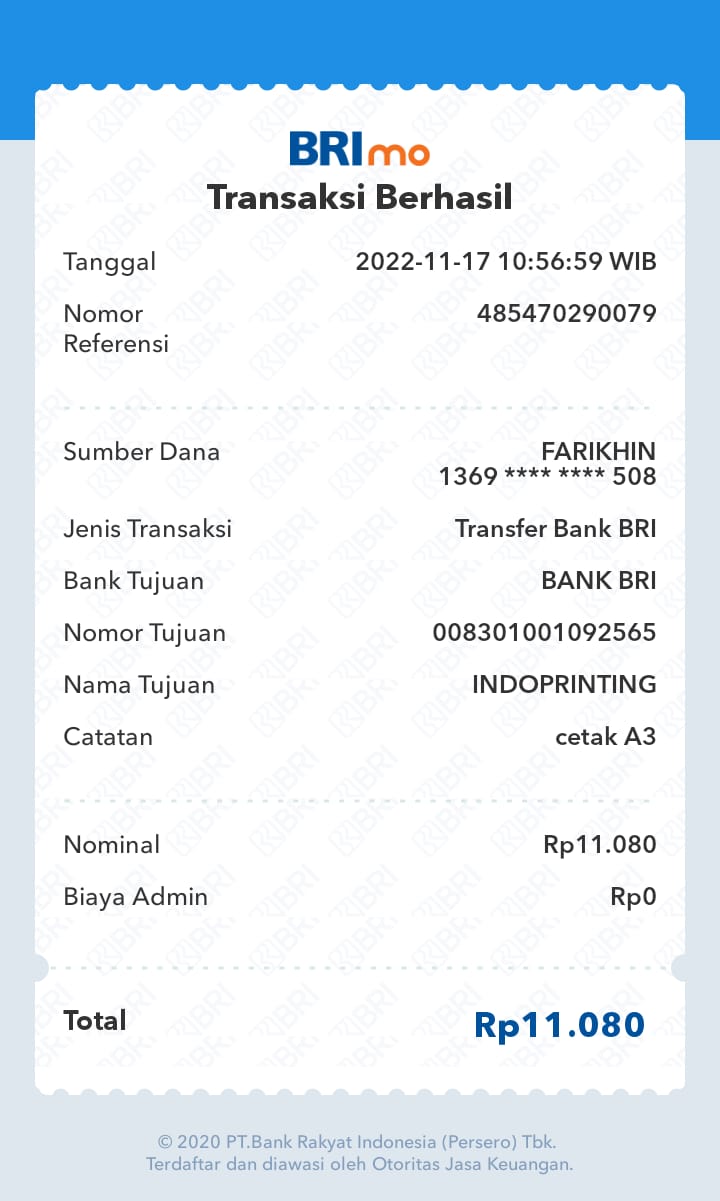 BRImo
Transaksi Berhasil
Tanggal 2022-11-17 10:56:59 WIB
Nomor 485470290079
Referensi
Sumber Dana FARIKHIN
1369 **** **** 508
Jenis Transaksi Transfer Bank BRI
Bank Tujuan BANK BRI
Nomor Tujuan 008301001092565
Nama Tujuan INDOPRINTING
Catatan cetak A3
Nominal Rp11.080
Biaya Admin Rp0
Total Rp11.080
© 2020 PT.Bank Rakyat Indonesia (Persero) Tbk.
Terdaftar dan diawasi oleh Otoritas Jasa Keuangan.